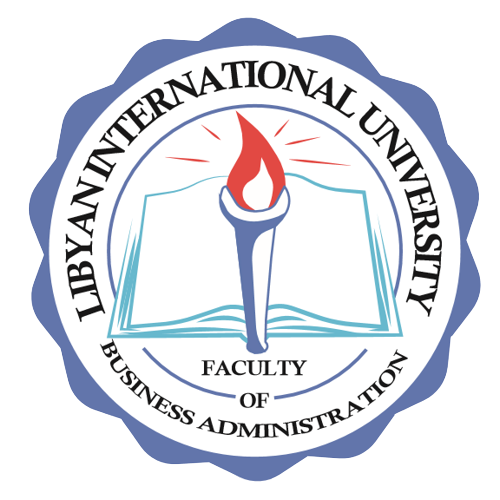 LIBYAN INTERNATIONAL UNIVERSITY
FACULTY
OF
BUSINESS ADMINISTRATION